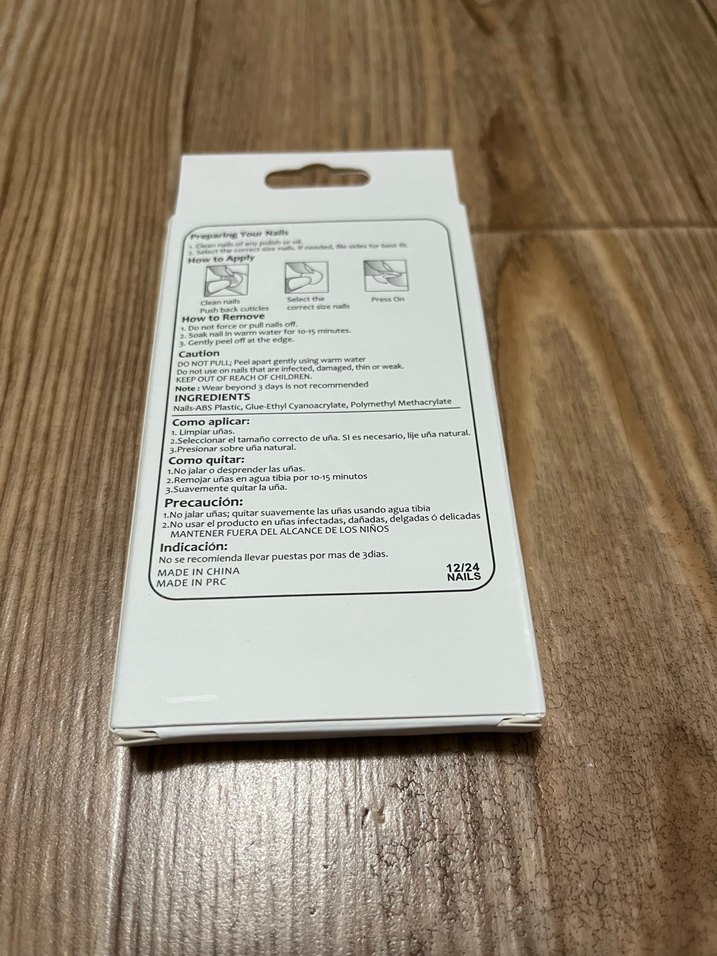 Preparing Your Nails
1. Clean nails of any polish or oil.
2. Select the correct size nails. If needed, file sides for best fit.
How to Apply
Clean nails
Push back cuticles
Select the
correct size nails
Press On
How to Remove
1. Do not force or pull nails off.
2. Soak nail in warm water for 10-15 minutes.
3. Gently peel off at the edge.
Caution
DO NOT PULL; Peel apart gently using warm water
Do not use on nails that are infected, damaged, thin or weak.
KEEP OUT OF REACH OF CHILDREN.
Note : Wear beyond 3 days is not recommended
INGREDIENTS
Nails-ABS Plastic, Glue-Ethyl Cyanoacrylate, Polymethyl Methacrylate
Como aplicar:
1. Limpiar uñas.
2.Seleccionar el tamaño correcto de uña. SI es necesario, lije uña natural.
3.Presionar sobre uña natural.
Como quitar:
1.No jalar o desprender las uñas.
2.Remojar uñas en agua tibia por 10-15 minutos
3.Suavemente quitar la uña.
Precaución:
1.No jalar uñas; quitar suavemente las uñas usando agua tibia
2.No usar el producto en uñas infectadas, dañadas, delgadas ó delicadas
MANTENER FUERA DEL ALCANCE DE LOS NIÑOS
Indicación:
No se recomienda llevar puestas por mas de 3dias.
MADE IN CHINA
MADE IN PRC
12/24
NAILS